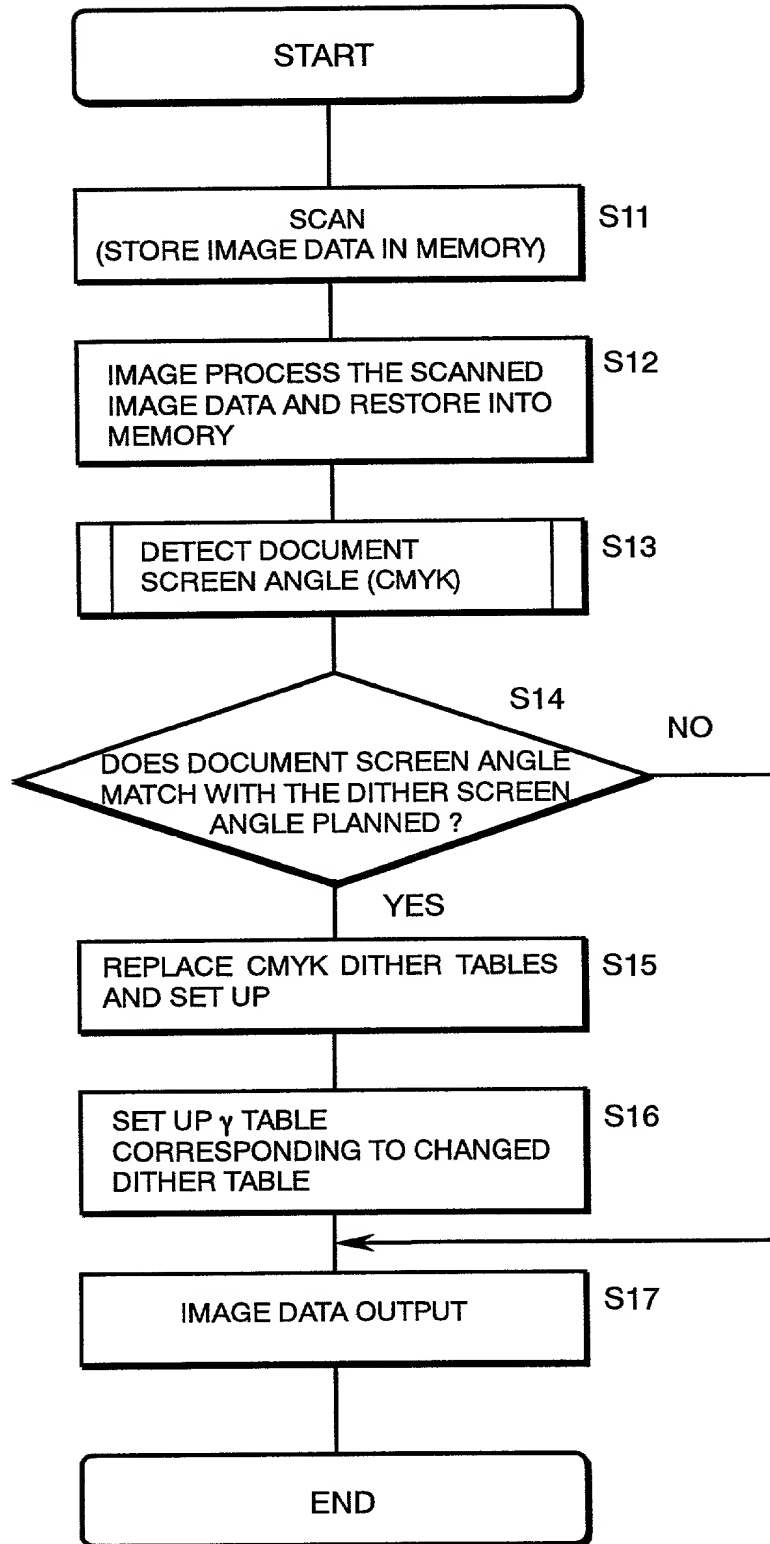 START
SCAN
(STORE IMAGE DATA IN MEMORY)
S11
IMAGE PROCESS THE SCANNED
IMAGE DATA AND RESTORE INTO
MEMORY
S12
DETECT DOCUMENT
SCREEN ANGLE (CMYK)
S13
S14
NO
DOES DOCUMENT SCREEN ANGLE
MATCH WITH THE DITHER SCREEN
ANGLE PLANNED ?
YES
REPLACE CMYK DITHER TABLES
AND SET UP
S15
SET UP γ TABLE
CORRESPONDING TO CHANGED
DITHER TABLE
S16
IMAGE DATA OUTPUT
S17
END